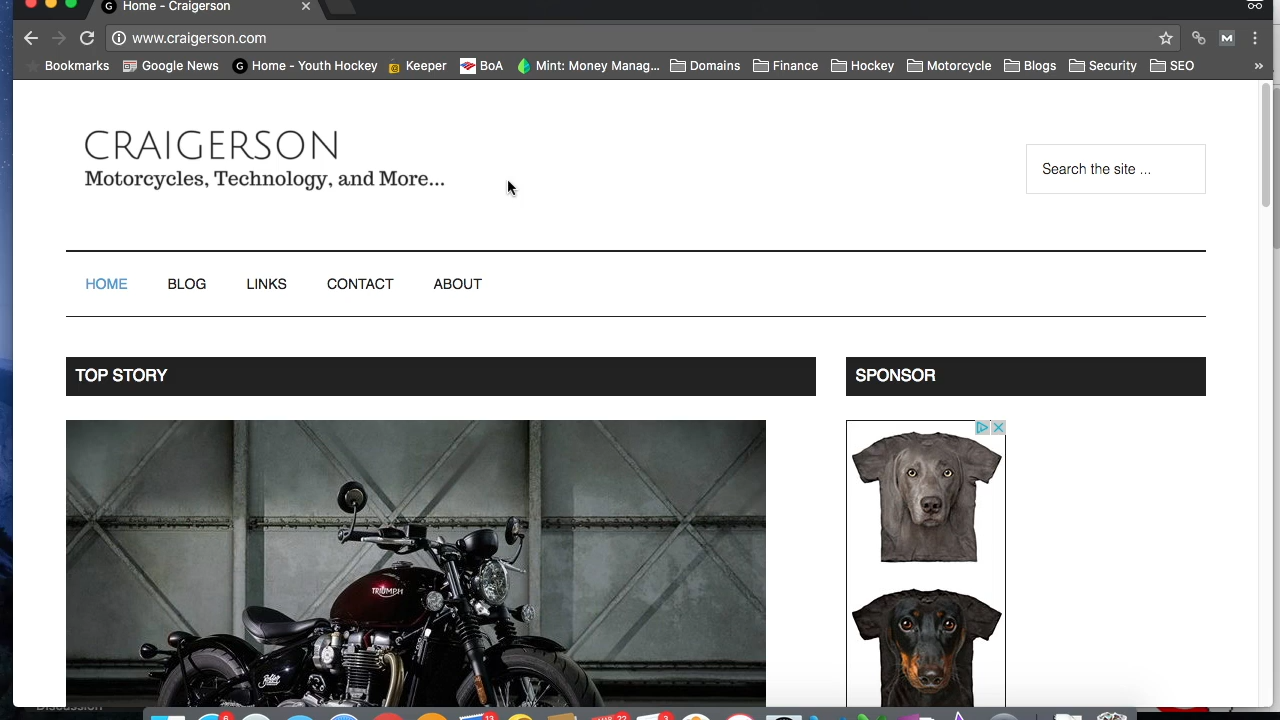 Home - Craigerson
www.craigerson.com
Bookmarks Google News Home - Youth Hockey Keeper BoA Mint: Money Manag... Domains Finance Hockey Motorcycle Blogs Security SEO »
CRAIGERSON
Motorcycles, Technology, and More...
Search the site ...
HOME BLOG LINKS CONTACT ABOUT
TOP STORY
SPONSOR
TRIUMPH
Discussion